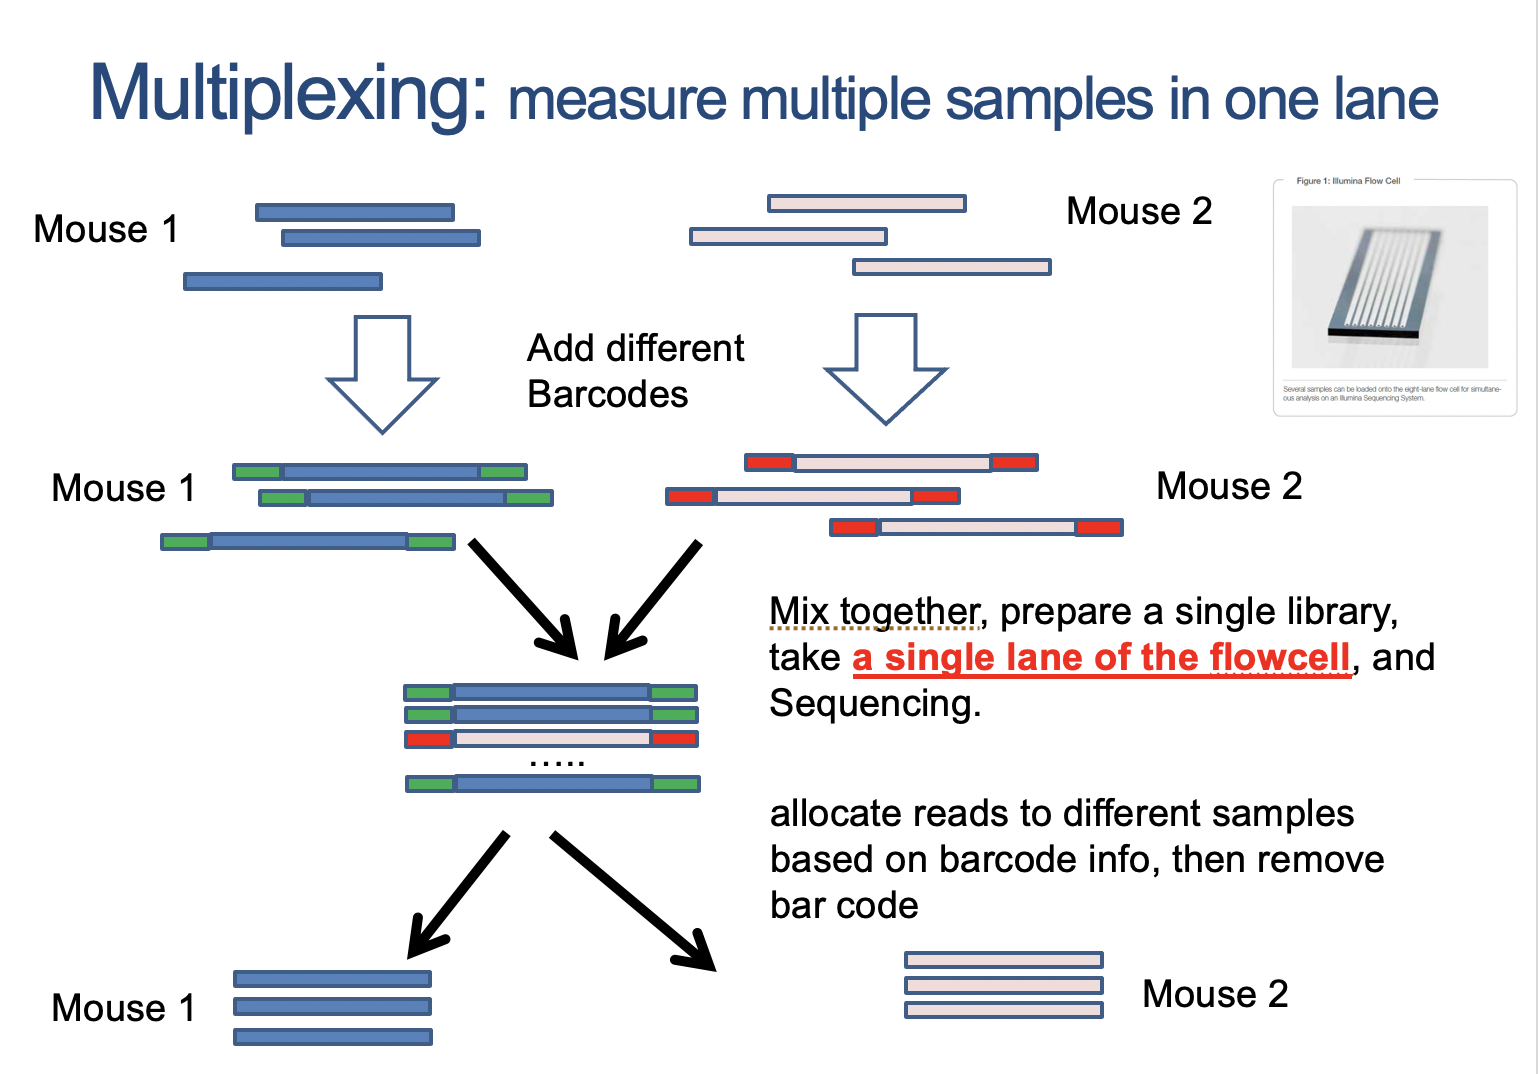 Multiplexing: measure multiple samples in one lane
Mouse 1
Mouse 2
Figure 1: Illumina Flow Cell
Several samples can be loaded onto the eight-lane flow cell for simultane-
ous analysis on an Illumina Sequencing System.
Add different
Barcodes
Mouse 1
Mouse 2
Mix together, prepare a single library,
take a single lane of the flowcell, and
Sequencing.
.....
allocate reads to different samples
based on barcode info, then remove
bar code
Mouse 1
Mouse 2